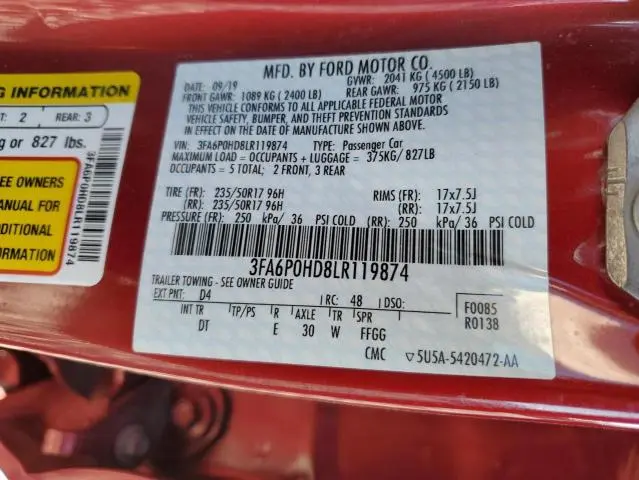 G INFORMATION
T: 2 REAR: 3
g or 827 lbs.
EE OWNERS
ANUAL FOR
DDITIONAL
FORMATION
3FA6P0HD8LR119874
MFD. BY FORD MOTOR CO.
DATE: 09/19 GVWR: 2041 KG ( 4500 LB)
FRONT GAWR: 1089 KG ( 2400 LB) REAR GAWR: 975 KG ( 2150 LB)
THIS VEHICLE CONFORMS TO ALL APPLICABLE FEDERAL MOTOR
VEHICLE SAFETY, BUMPER, AND THEFT PREVENTION STANDARDS
IN EFFECT ON THE DATE OF MANUFACTURE SHOWN ABOVE.
VIN: 3FA6P0HD8LR119874 TYPE: Passenger Car
MAXIMUM LOAD = OCCUPANTS + LUGGAGE = 375KG/ 827LB
OCCUPANTS = 5 TOTAL; 2 FRONT, 3 REAR
TIRE (FR): 235/50R17 96H RIMS (FR): 17x7.5J
(RR): 235/50R17 96H (RR): 17x7.5J
PRESSURE (FR): 250 kPa/ 36 PSI COLD (RR): 250 kPa/ 36 PSI COLD
3FA6P0HD8LR119874
TRAILER TOWING - SEE OWNER GUIDE
EXT PNT: D4 RC: 48 DSO:
F0085
R0138
INT TR TP/PS R AXLE TR SPR
DT E 30 W FFGG
CMC ▽5U5A-5420472-AA